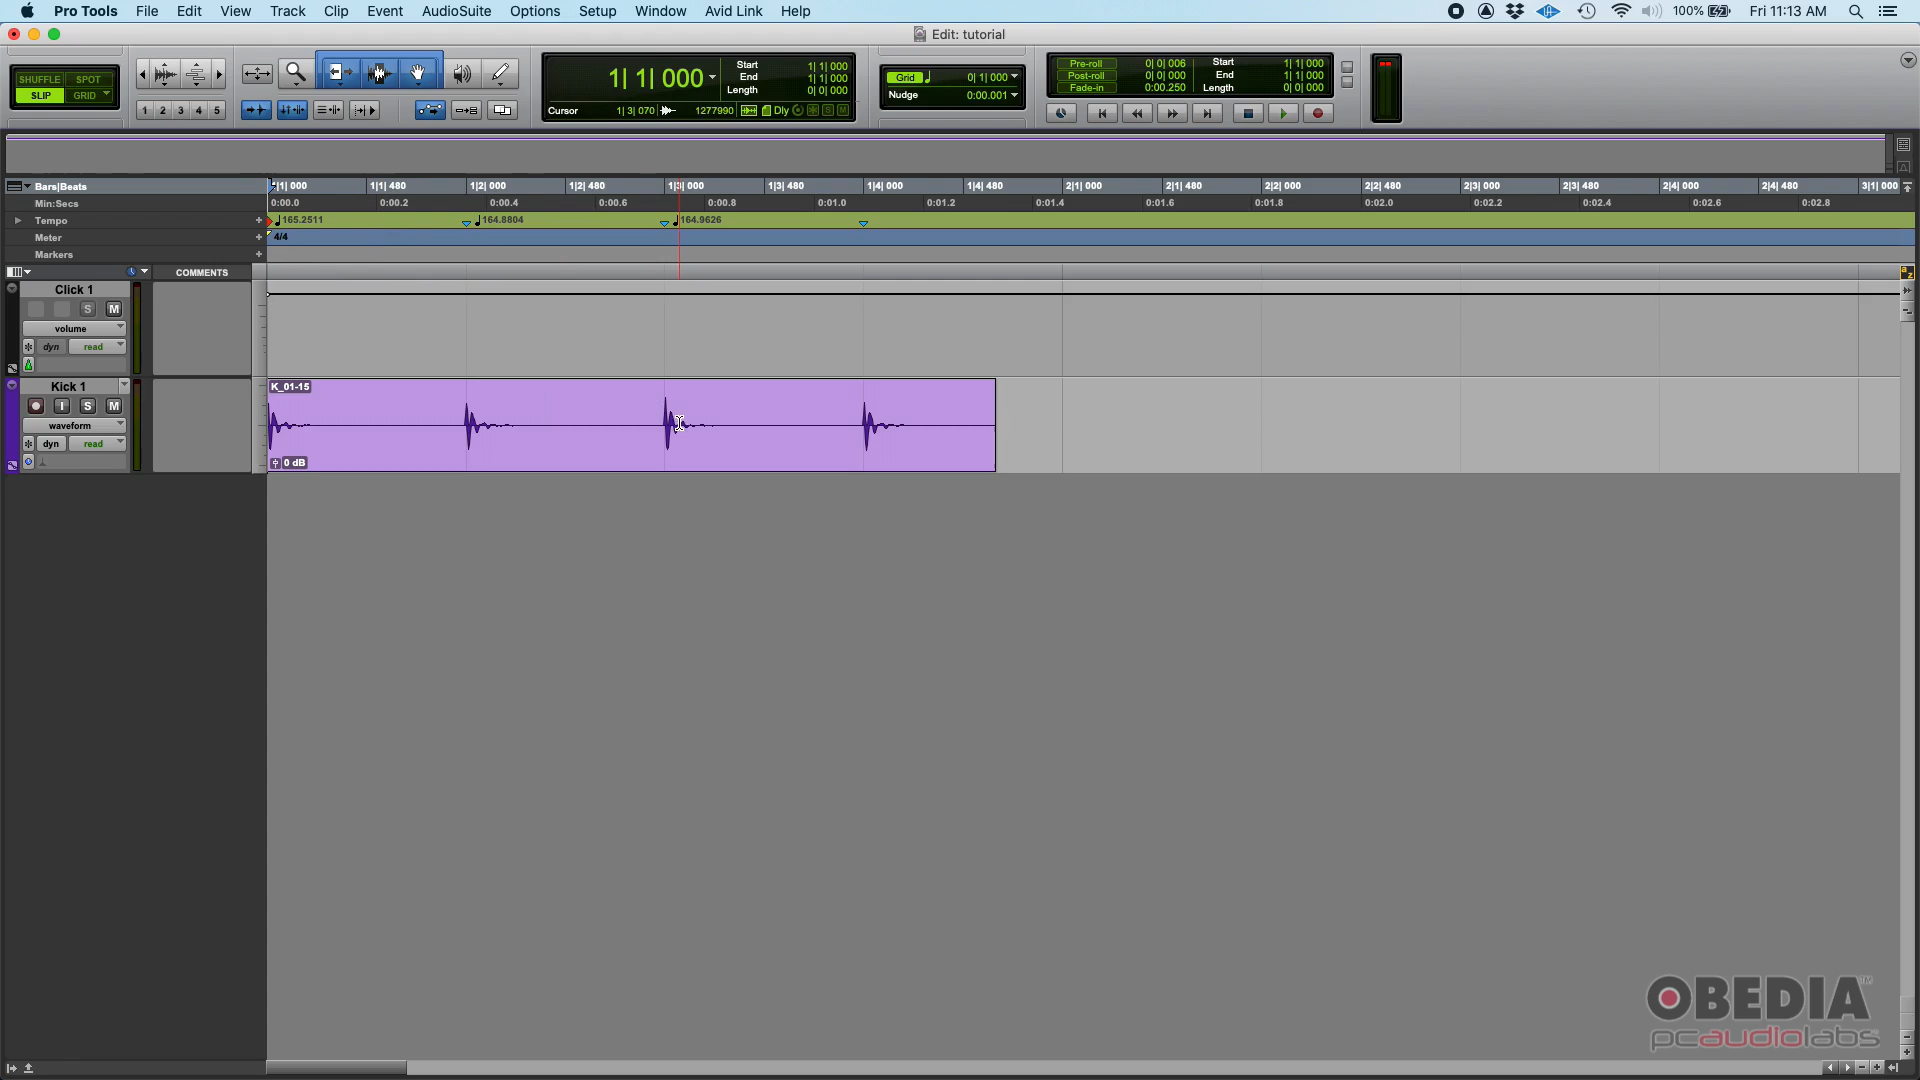 Pro Tools File Edit View Track Clip Event AudioSuite Options Setup Window Avid Link Help 100% Fri 11:13 AM
Edit: tutorial
SHUFFLE SPOT
SLIP GRID
1 2 3 4 5
1| 1| 000
Start 1| 1| 000
End 1| 1| 000
Length 0| 0| 000
Cursor 1| 3| 070 1277990 Dly S M
Grid 0| 1| 000
Nudge 0:00.001
Pre-roll 0| 0| 006 Start 1| 1| 000
Post-roll 0| 0| 000 End 1| 1| 000
Fade-in 0:00.250 Length 0| 0| 000
Bars|Beats 1|1| 000 1|1| 480 1|2| 000 1|2| 480 1|3| 000 1|3| 480 1|4| 000 1|4| 480 2|1| 000 2|1| 480 2|2| 000 2|2| 480 2|3| 000 2|3| 480 2|4| 000 2|4| 480 3|1| 000
Min:Secs 0:00.0 0:00.2 0:00.4 0:00.6 0:00.8 0:01.0 0:01.2 0:01.4 0:01.6 0:01.8 0:02.0 0:02.2 0:02.4 0:02.6 0:02.8
Tempo + 165.2511 164.8804 164.9626
Meter + 4/4
Markers +
COMMENTS
a z
Click 1
S M
volume
dyn read
Kick 1
I S M
waveform
dyn read
K_01-15
0 dB
OBEDIA™
pcaudiolabs